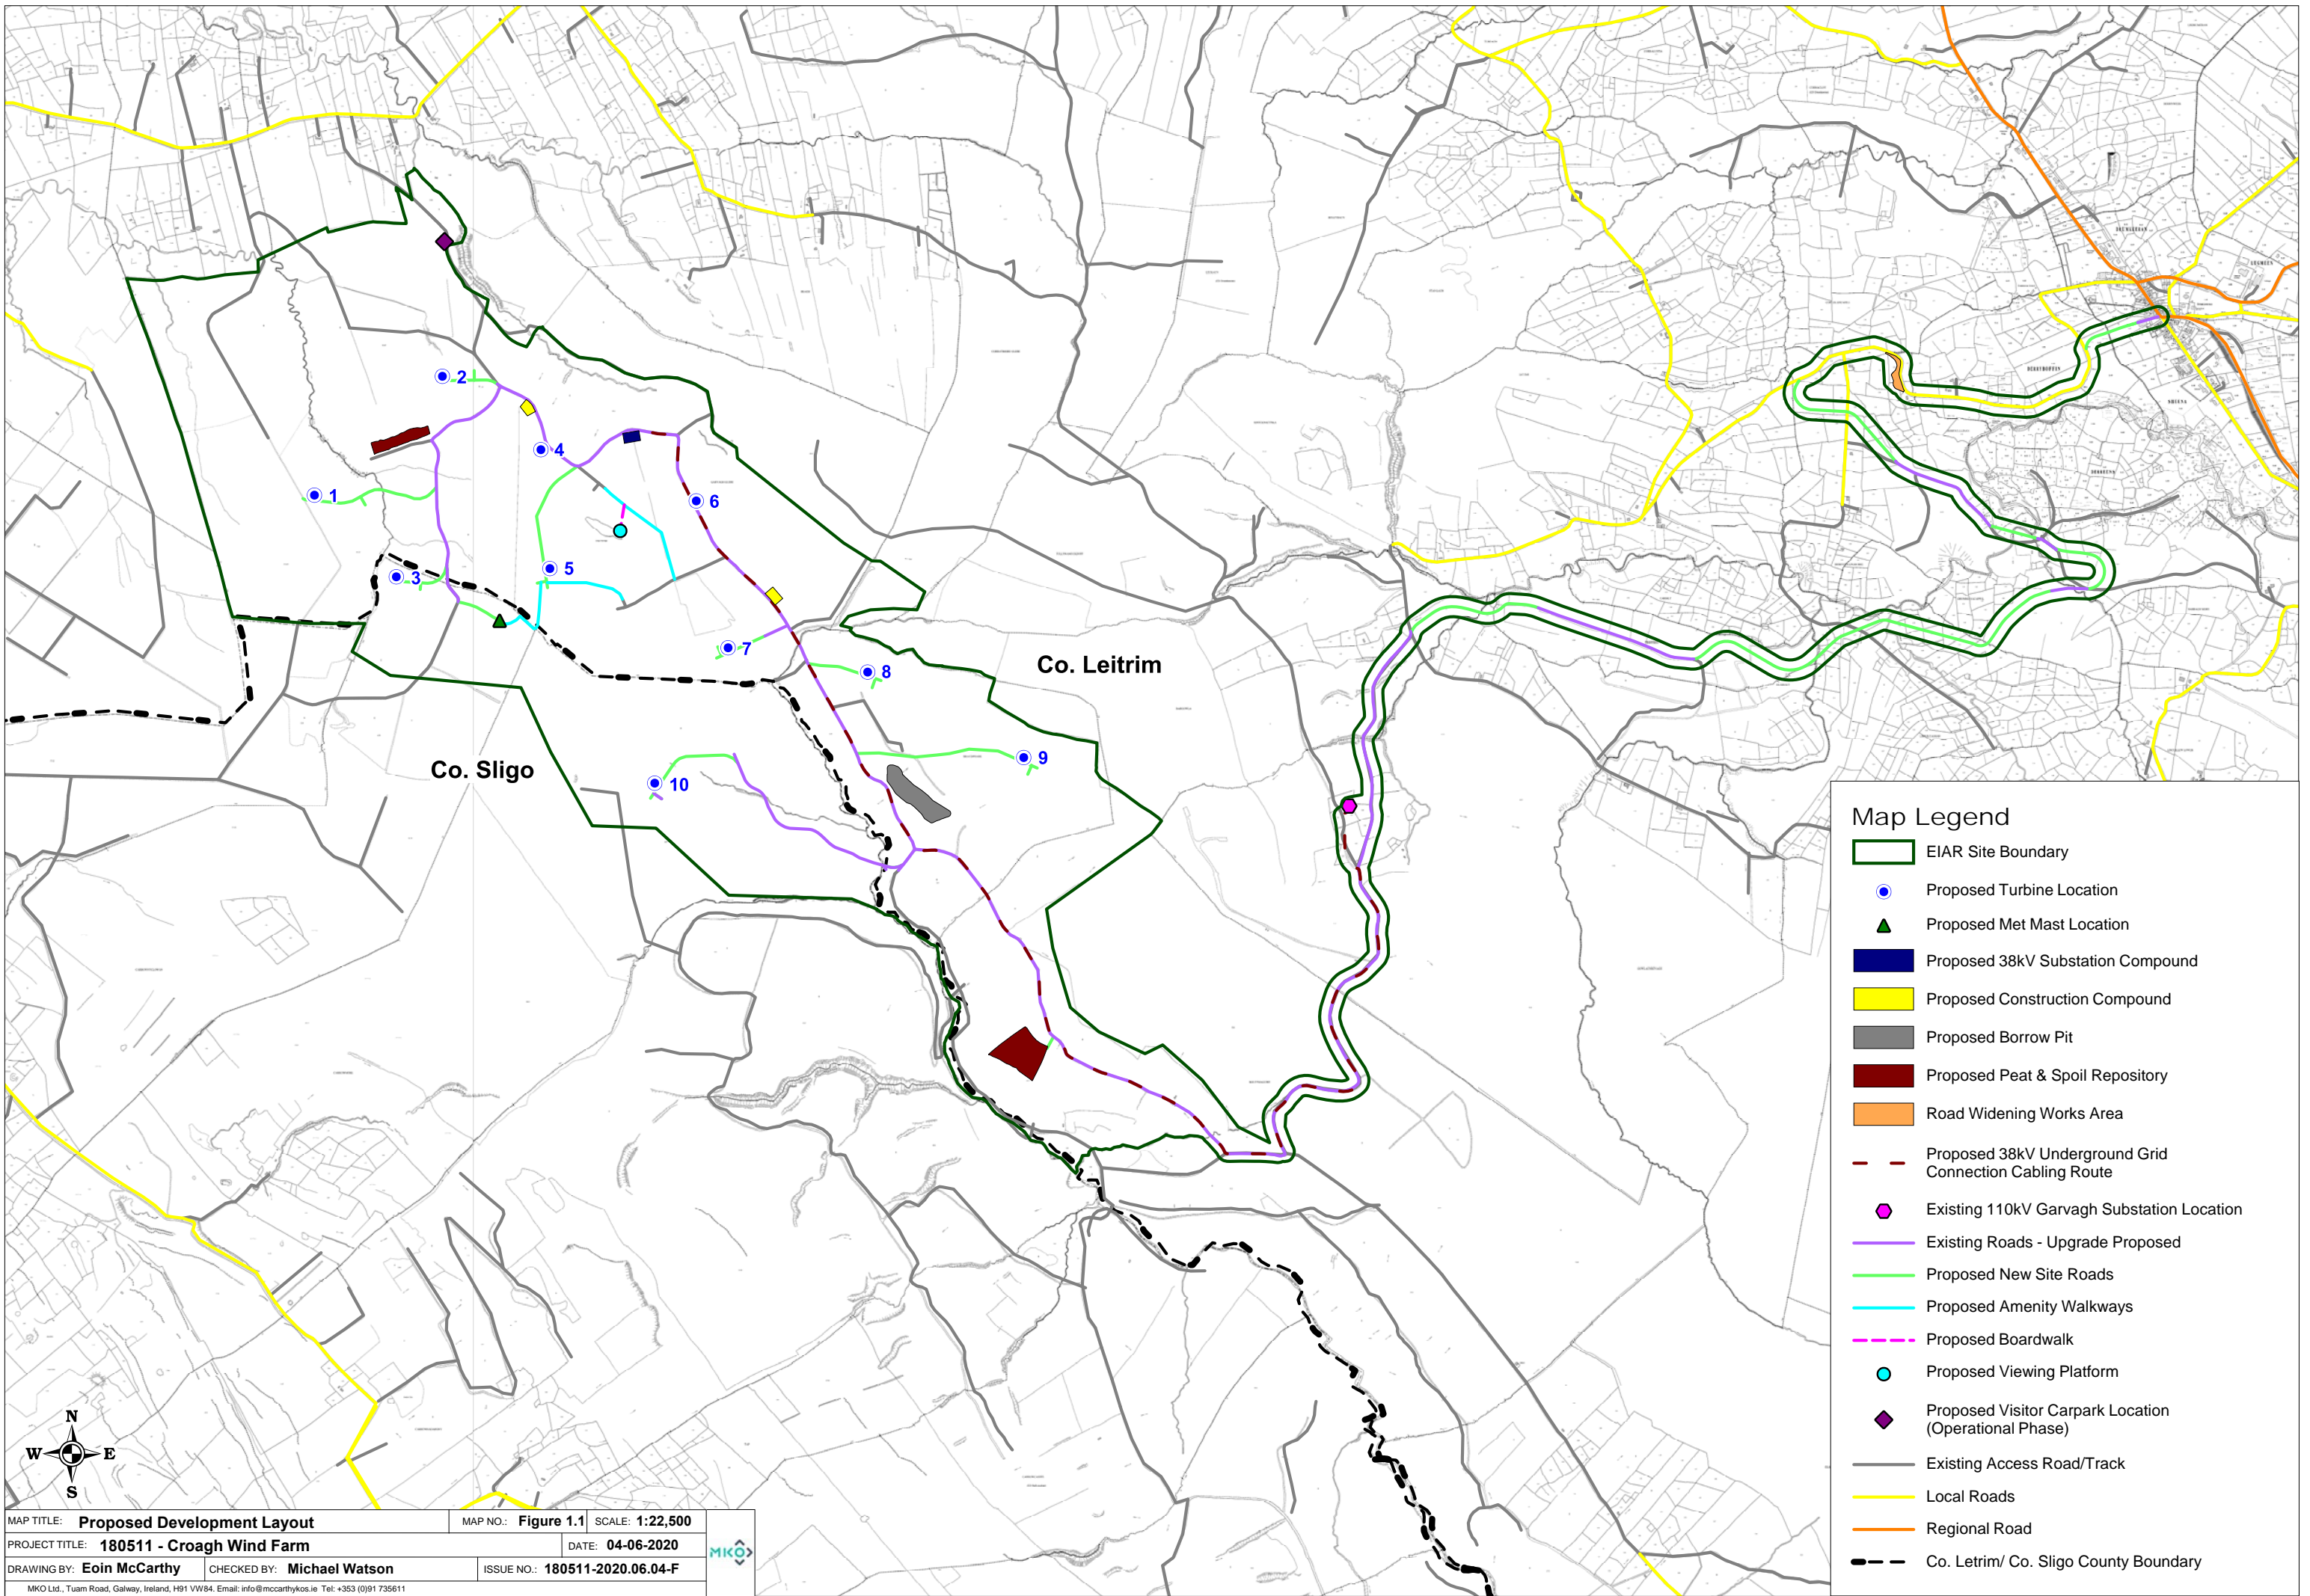 2
4
1
6
3
5
7
8
9
10
Co. Leitrim
Co. Sligo
Map Legend
EIAR Site Boundary
Proposed Turbine Location
Proposed Met Mast Location
Proposed 38kV Substation Compound
Proposed Construction Compound
Proposed Borrow Pit
Proposed Peat & Spoil Repository
Road Widening Works Area
Proposed 38kV Underground Grid
Connection Cabling Route
Existing 110kV Garvagh Substation Location
Existing Roads - Upgrade Proposed
Proposed New Site Roads
Proposed Amenity Walkways
Proposed Boardwalk
Proposed Viewing Platform
Proposed Visitor Carpark Location
(Operational Phase)
Existing Access Road/Track
Local Roads
Regional Road
Co. Letrim/ Co. Sligo County Boundary
N
W E
S
MAP TITLE: Proposed Development Layout MAP NO.: Figure 1.1 SCALE: 1:22,500
PROJECT TITLE: 180511 - Croagh Wind Farm DATE: 04-06-2020
DRAWING BY: Eoin McCarthy CHECKED BY: Michael Watson ISSUE NO.: 180511-2020.06.04-F
MKO
MKO Ltd., Tuam Road, Galway, Ireland, H91 VW84. Email: info@mccarthykos.ie Tel: +353 (0)91 735611